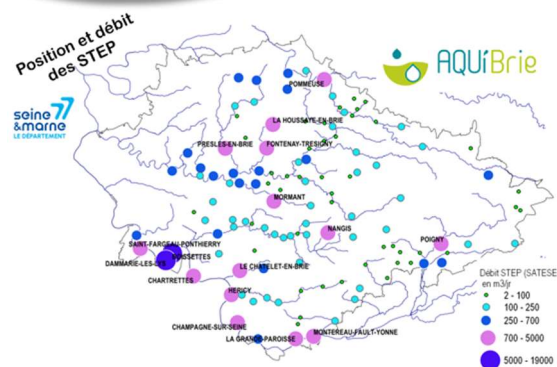 Position et débit
des STEP
seine
&marne
LE DÉPARTEMENT
AQUi'Brie
POMMEUSE
LA HOUSSAYE-EN-BRIE
PRESLES-EN-BRIE
FONTENAY-TRESIGNY
MORMANT
NANGIS
POIGNY
SAINT-FARGEAU-PONTHIERRY
BOISSETTES
DAMMARIE-LES-LYS
CHARTRETTES
LE CHATELET-EN-BRIE
HERICY
CHAMPAGNE-SUR-SEINE
LA GRANDE-PAROISSE
MONTEREAU-FAULT-YONNE
Débit STEP (SATESE
en m3/jr
2 - 100
100 - 250
250 - 700
700 - 5000
5000 - 19000